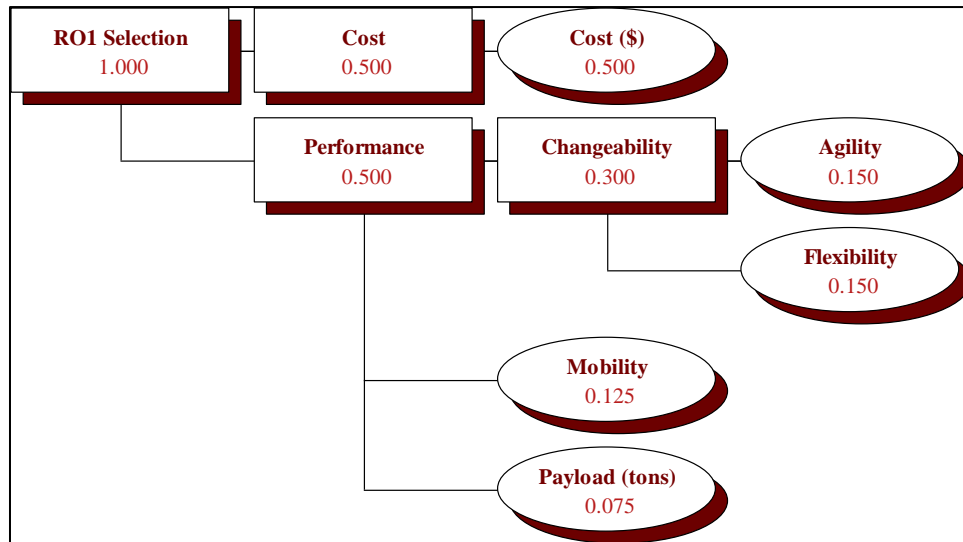 RO1 Selection
1.000
Cost
0.500
Cost ($)
0.500
Performance
0.500
Changeability
0.300
Agility
0.150
Flexibility
0.150
Mobility
0.125
Payload (tons)
0.075